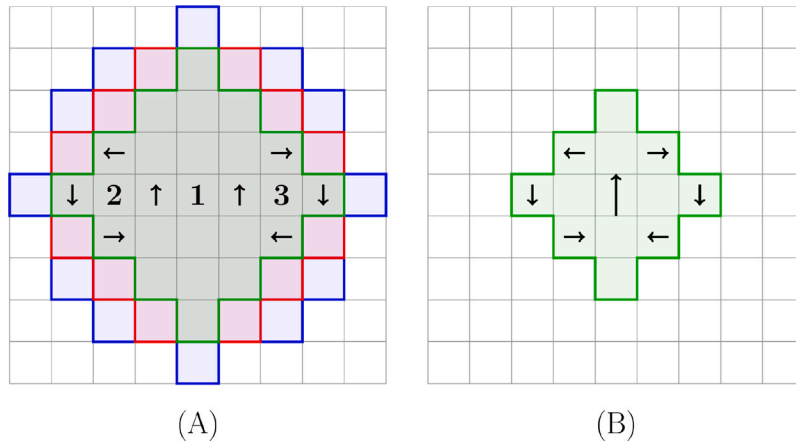 ← → ← →
↓ 2 ↑ 1 ↑ 3 ↓ ↓ ↑ ↓
→ ← → ←
(A) (B)